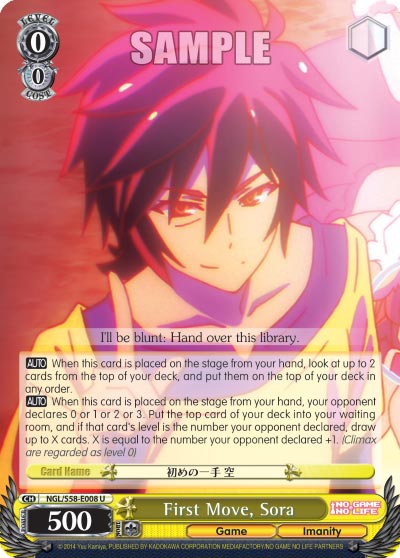 LEVEL
0
SAMPLE
0
COST
I'll be blunt: Hand over this library.
AUTO When this card is placed on the stage from your hand, look at up to 2
cards from the top of your deck, and put them on the top of your deck in
any order.
AUTO When this card is placed on the stage from your hand, your opponent
declares 0 or 1 or 2 or 3. Put the top card of your deck into your waiting
room, and if that card's level is the number your opponent declared, draw
up to X cards. X is equal to the number your opponent declared +1. (Climax
are regarded as level 0)
Card Name
初めの一手 空
CH NGL/S58-E008 U
POWER
500
First Move, Sora
NO GAME
NO LIFE
Game
Imanity
© 2014 Yuu Kamiya, PUBLISHED BY KADOKAWA CORPORATION MEDIAFACTORY/NO GAME NO LIFE PARTNERS